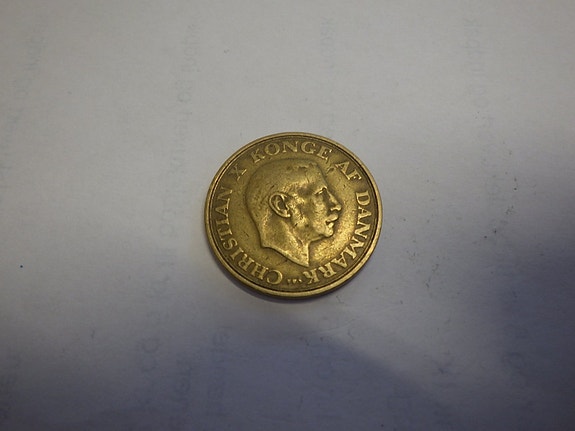 CHRISTIAN X KONGE AF DANMARK